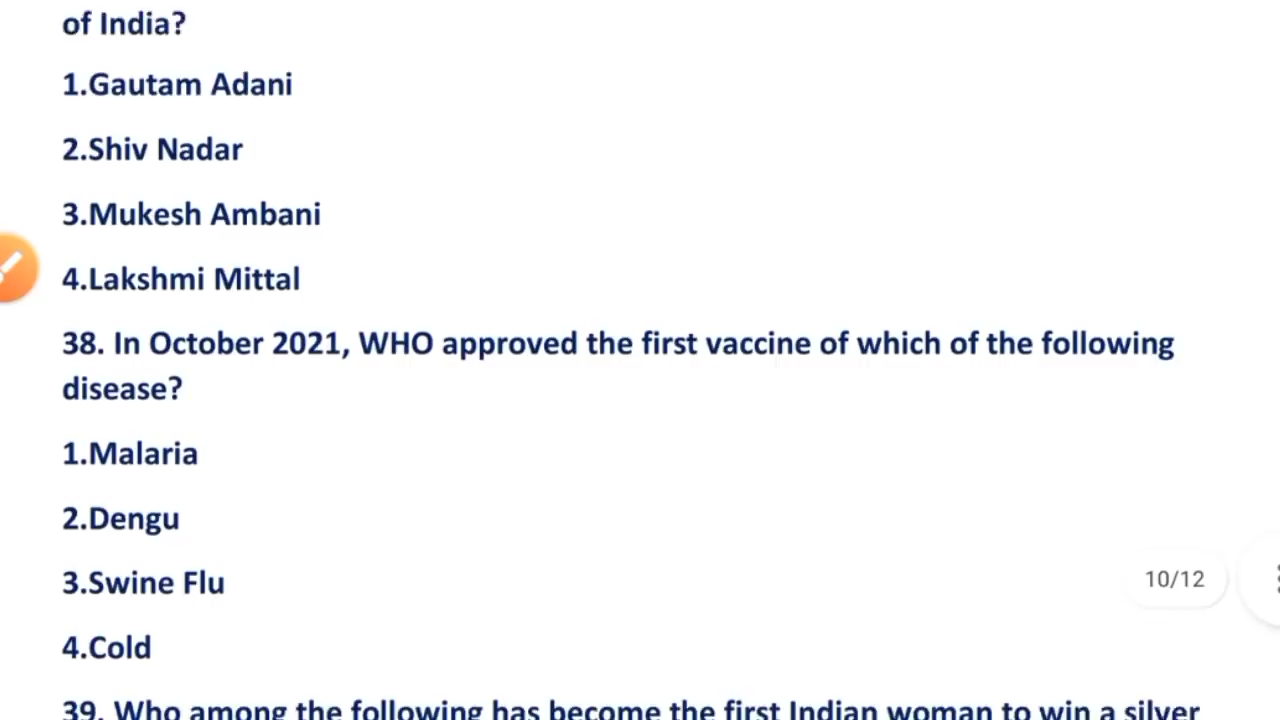 of India?
1.Gautam Adani
2.Shiv Nadar
3.Mukesh Ambani
4.Lakshmi Mittal
38. In October 2021, WHO approved the first vaccine of which of the following
disease?
1.Malaria
2.Dengu
3.Swine Flu
10/12
4.Cold
39. Who among the following has become the first Indian woman to win a silver